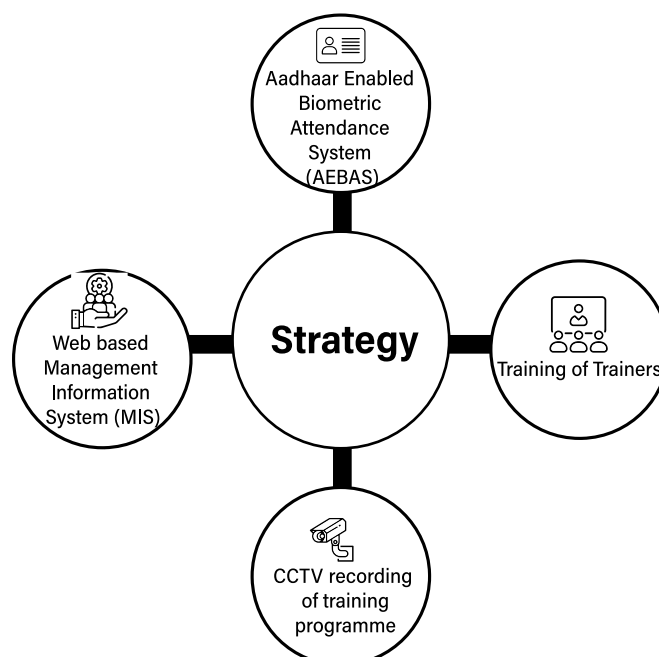 Aadhaar Enabled
Biometric
Attendance
System
(AEBAS)
Web based
Management
Information
System (MIS)
Strategy
Training of Trainers
CCTV recording
of training
programme